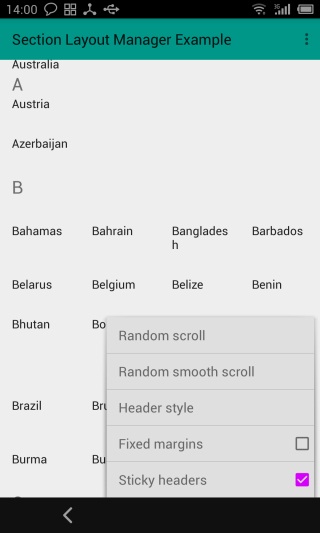 14:00
3G
Section Layout Manager Example
Australia
A
Austria
Azerbaijan
B
Bahamas Bahrain Banglades Barbados
h
Belarus Belgium Belize Benin
Bhutan Bo
Random scroll
Random smooth scroll
Header style
Brazil Bru
Fixed margins
Burma Bu
Sticky headers